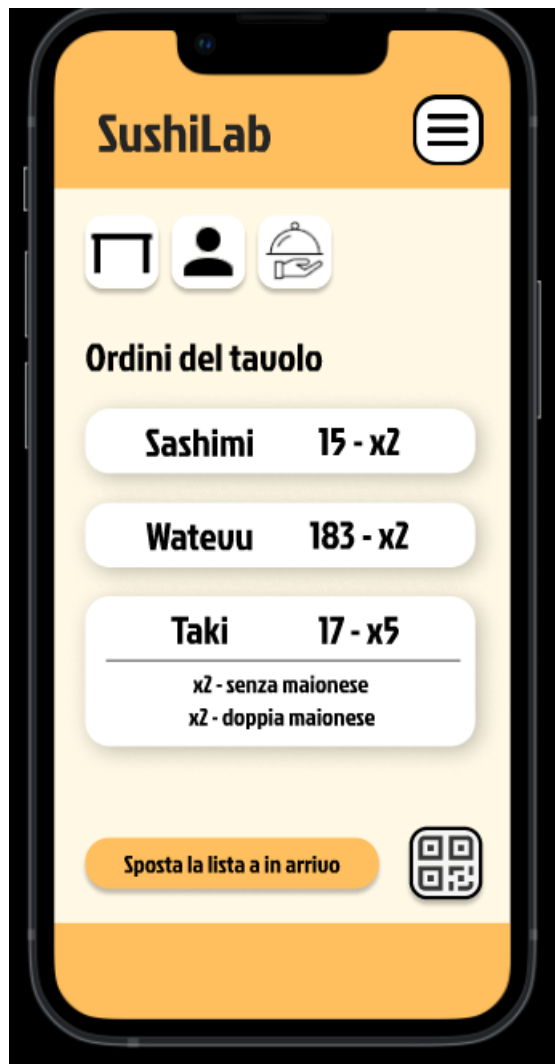 SushiLab
Ordini del tavolo
Sashimi 15 - x2
Watevu 183 - x2
Taki 17 - x5
x2 - senza maionese
x2 - doppia maionese
Sposta la lista a in arrivo